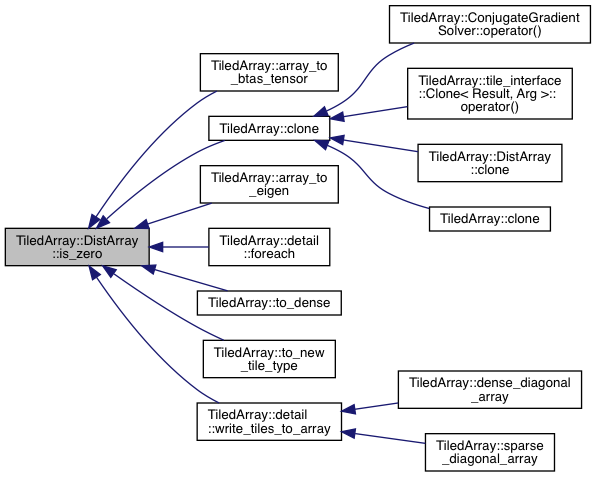 TiledArray::ConjugateGradient
Solver::operator()
TiledArray::array_to
_btas_tensor
TiledArray::tile_interface
::Clone< Result, Arg >::
operator()
TiledArray::clone
TiledArray::DistArray
::clone
TiledArray::array_to
_eigen
TiledArray::clone
TiledArray::DistArray
::is_zero
TiledArray::detail
::foreach
TiledArray::to_dense
TiledArray::to_new
_tile_type
TiledArray::dense_diagonal
_array
TiledArray::detail
::write_tiles_to_array
TiledArray::sparse
_diagonal_array